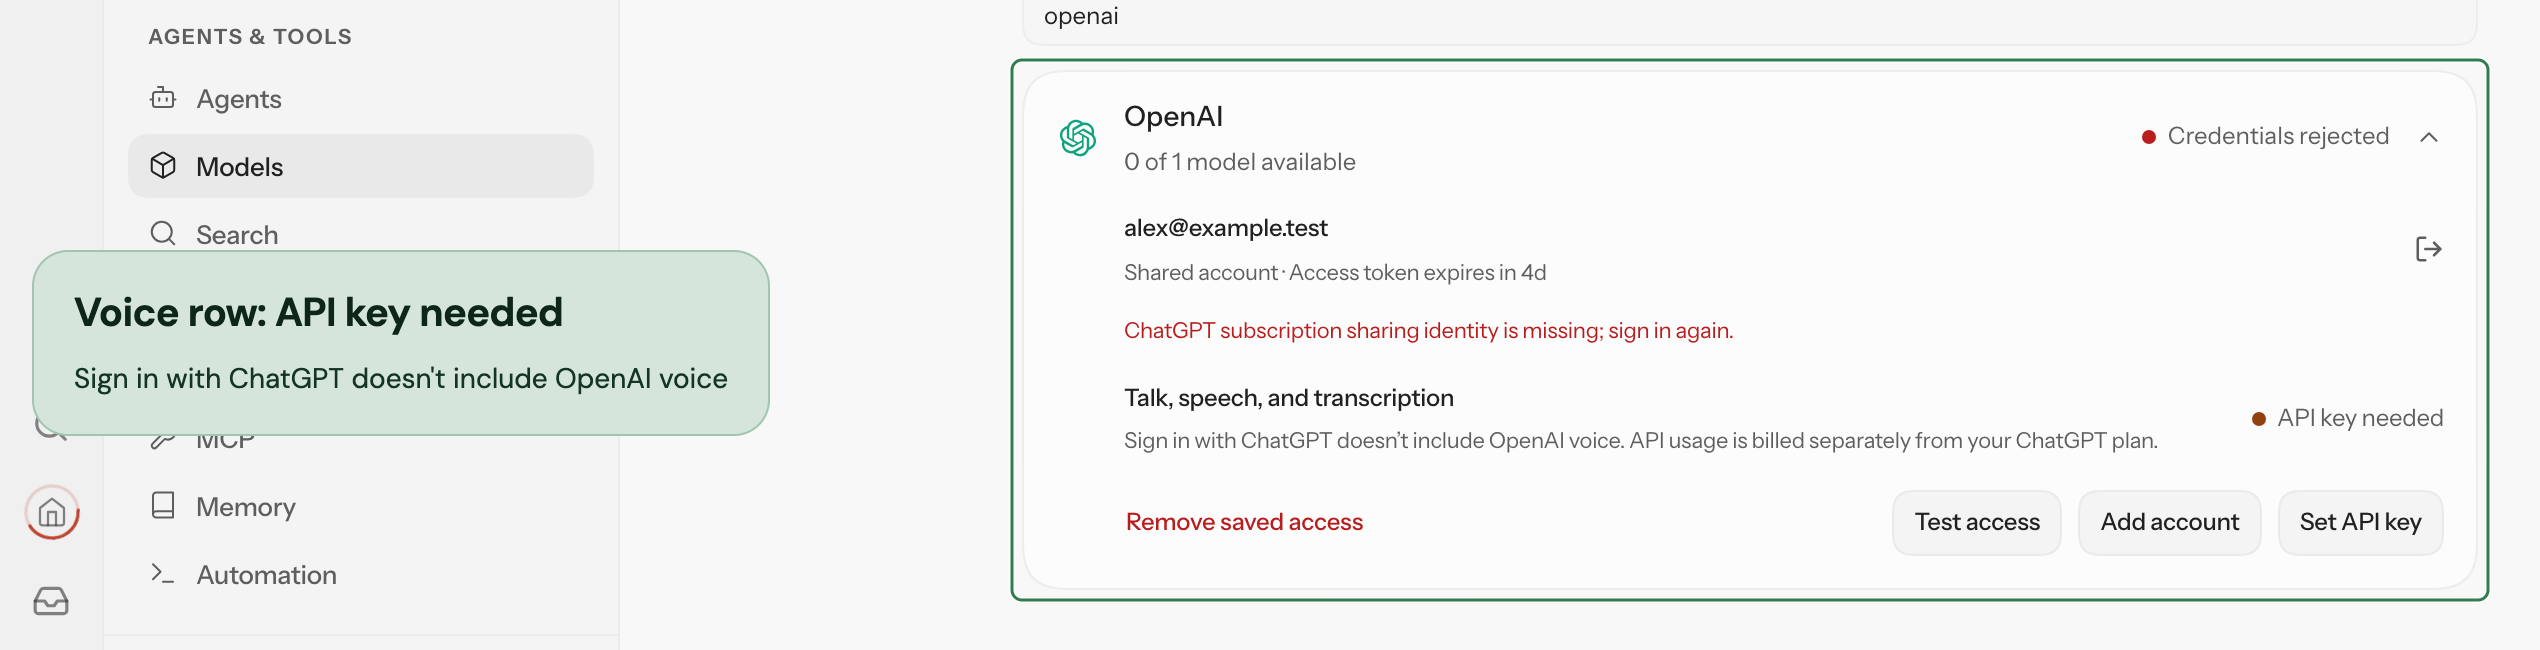 openai
AGENTS & TOOLS
Agents
Models
Search
MCP
Memory
Automation
Voice row: API key needed
Sign in with ChatGPT doesn't include OpenAI voice
OpenAI
0 of 1 model available
Credentials rejected
alex@example.test
Shared account · Access token expires in 4d
ChatGPT subscription sharing identity is missing; sign in again.
Talk, speech, and transcription
Sign in with ChatGPT doesn’t include OpenAI voice. API usage is billed separately from your ChatGPT plan.
API key needed
Remove saved access
Test access
Add account
Set API key